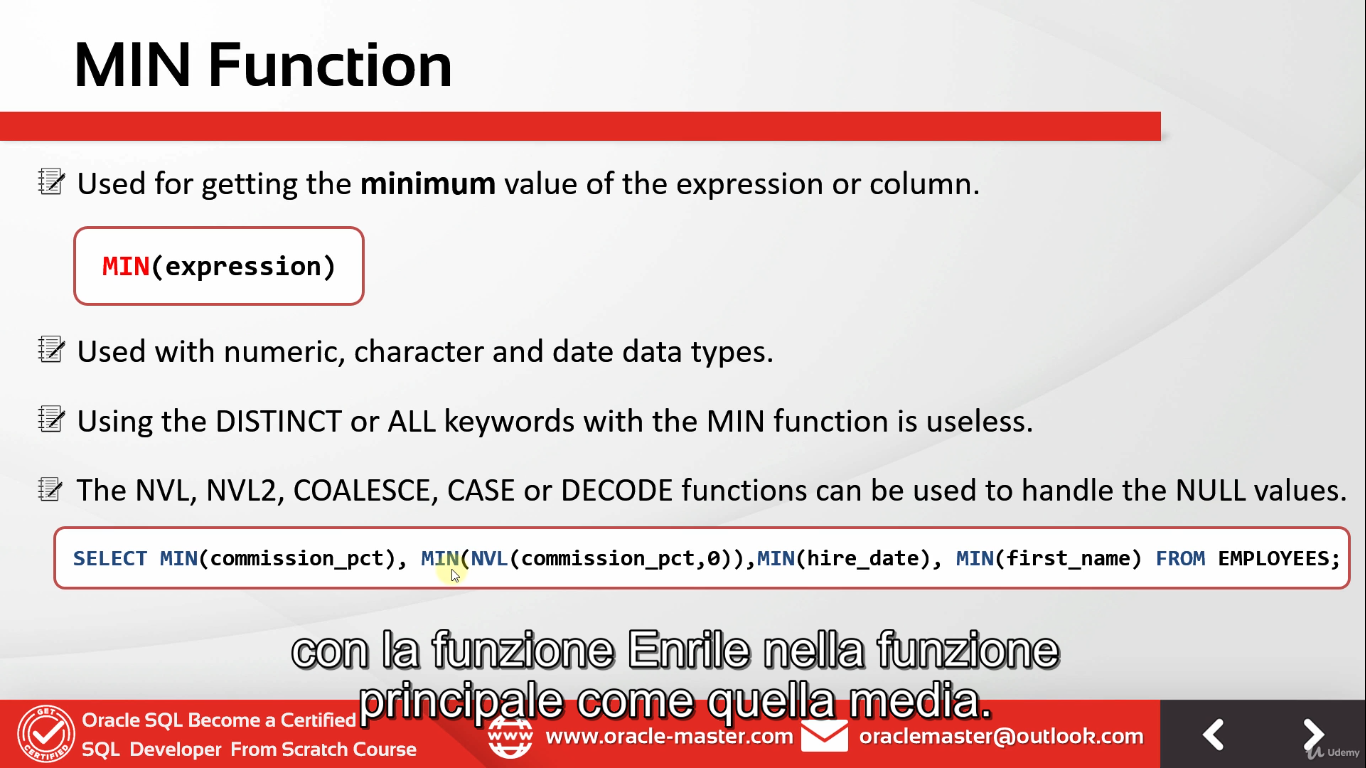 MIN Function
Used for getting the minimum value of the expression or column.
MIN(expression)
Used with numeric, character and date data types.
Using the DISTINCT or ALL keywords with the MIN function is useless.
The NVL, NVL2, COALESCE, CASE or DECODE functions can be used to handle the NULL values.
SELECT MIN(commission_pct), MIN(NVL(commission_pct,0)),MIN(hire_date), MIN(first_name) FROM EMPLOYEES;
con la funzione Enrile nella funzione
principale come quella media.
GET
CERTIFIED
Oracle SQL Become a Certified
SQL Developer From Scratch Course
www
www.oracle-master.com
oraclemaster@outlook.com
Udemy